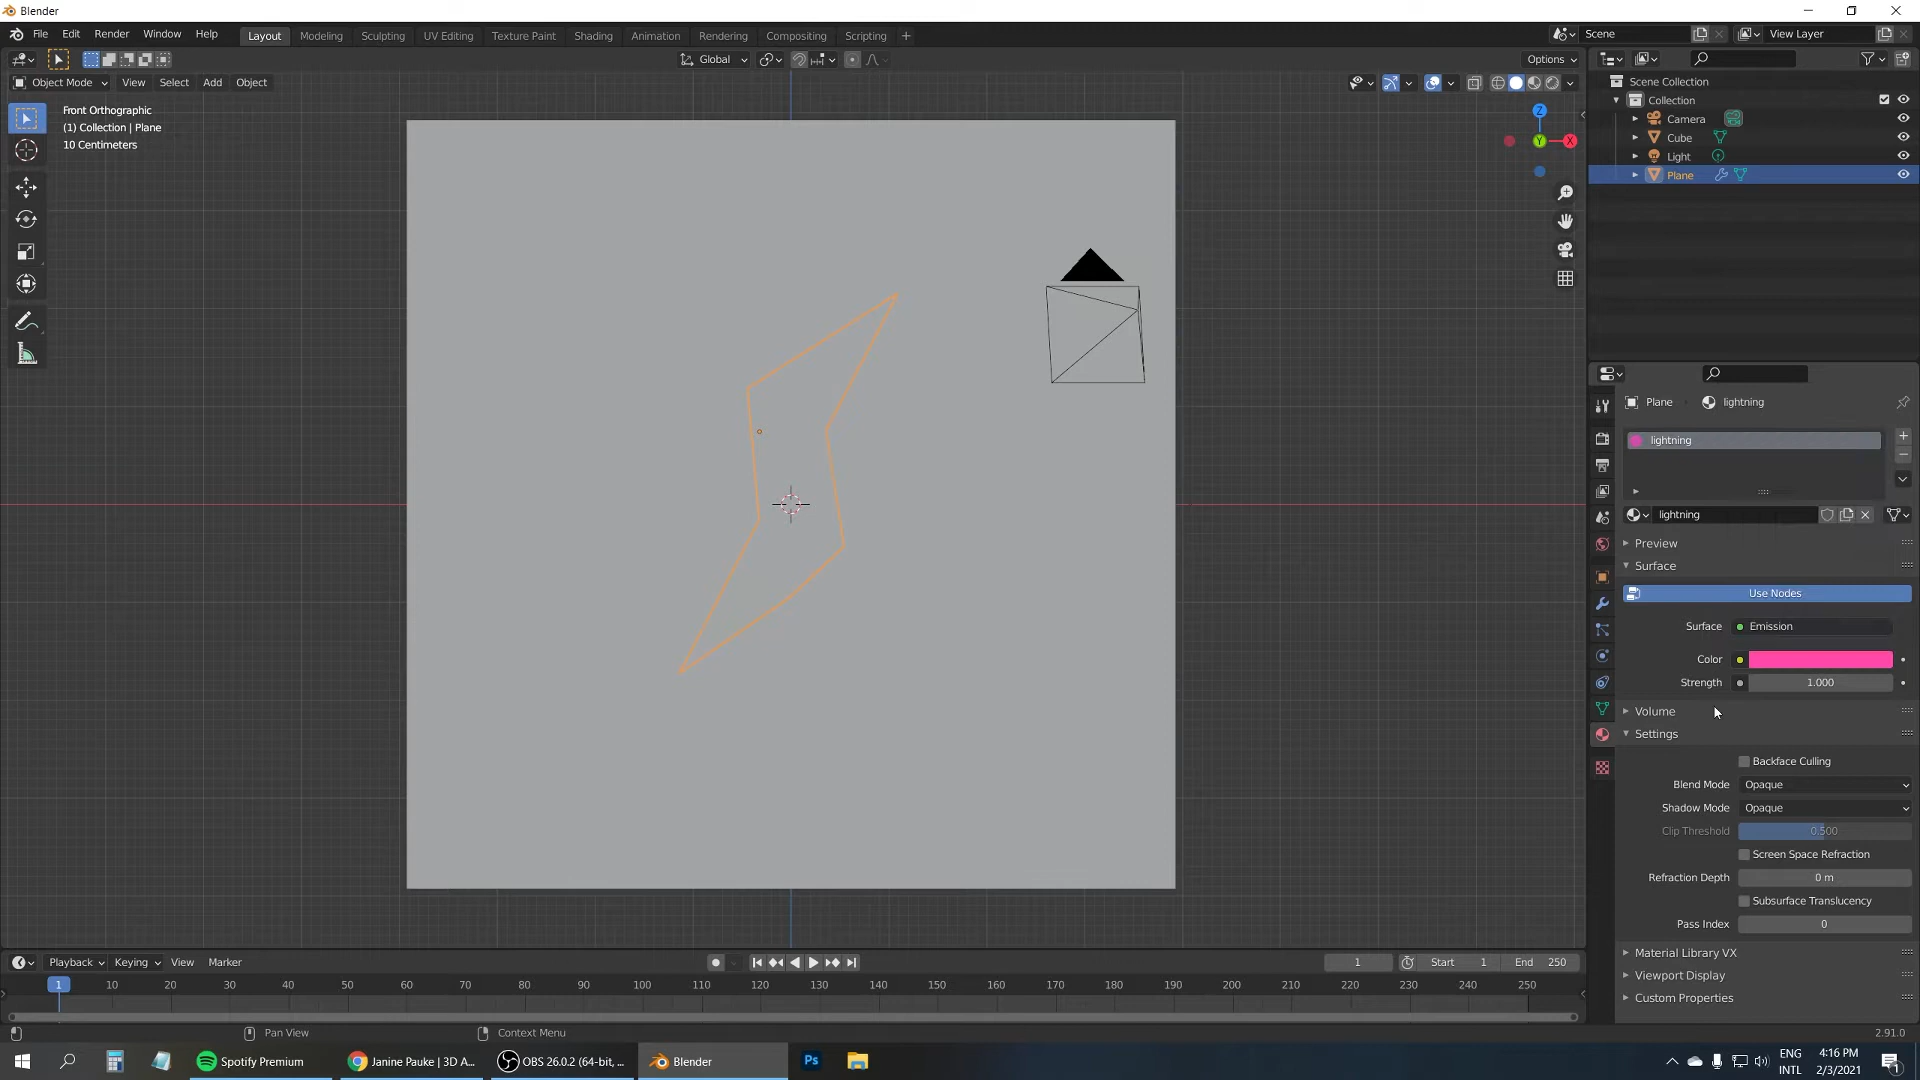 Blender
File Edit Render Window Help Layout Modeling Sculpting UV Editing Texture Paint Shading Animation Rendering Compositing Scripting + Scene View Layer
Global Options
Object Mode View Select Add Object
Front Orthographic
(1) Collection | Plane
10 Centimeters
Z
Y
X
Scene Collection
Collection
Camera
Cube
Light
Plane
Plane lightning
lightning
lightning
Preview
Surface
Use Nodes
Surface Emission
Color
Strength 1.000
Volume
Settings
Backface Culling
Blend Mode Opaque
Shadow Mode Opaque
Clip Threshold 0.500
Screen Space Refraction
Refraction Depth 0 m
Subsurface Translucency
Pass Index 0
Material Library VX
Viewport Display
Custom Properties
Playback Keying View Marker 1 Start 1 End 250
1 10 20 30 40 50 60 70 80 90 100 110 120 130 140 150 160 170 180 190 200 210 220 230 240 250
Pan View Context Menu 2.91.0
Spotify Premium Janine Pauke | 3D A... OBS 26.0.2 (64-bit, ... Blender Ps ENG 4:16 PM
INTL 2/3/2021 1